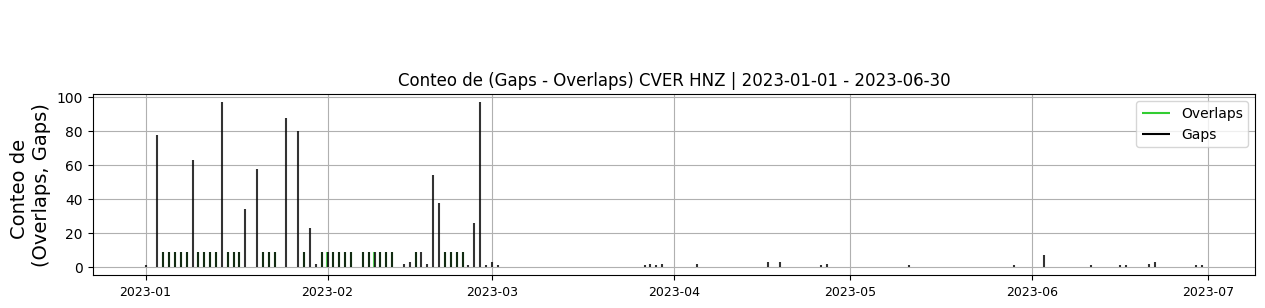 Conteo de (Gaps - Overlaps) CVER HNZ | 2023-01-01 - 2023-06-30
Conteo de
(Overlaps, Gaps)
100
80
60
40
20
0
Overlaps
Gaps
2023-01
2023-02
2023-03
2023-04
2023-05
2023-06
2023-07